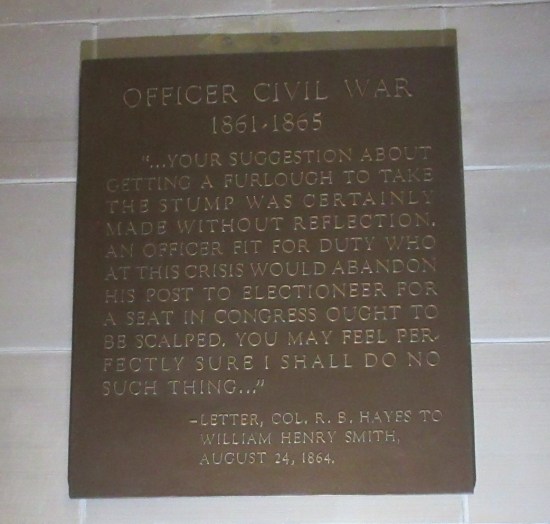 OFFICER CIVIL WAR
1861-1865
"...YOUR SUGGESTION ABOUT
GETTING A FURLOUGH TO TAKE
THE STUMP WAS CERTAINLY
MADE WITHOUT REFLECTION.
AN OFFICER FIT FOR DUTY WHO
AT THIS CRISIS WOULD ABANDON
HIS POST TO ELECTIONEER FOR
A SEAT IN CONGRESS OUGHT TO
BE SCALPED. YOU MAY FEEL PER-
FECTLY SURE I SHALL DO NO
SUCH THING..."
-LETTER, COL. R. B. HAYES TO
WILLIAM HENRY SMITH,
AUGUST 24, 1864.